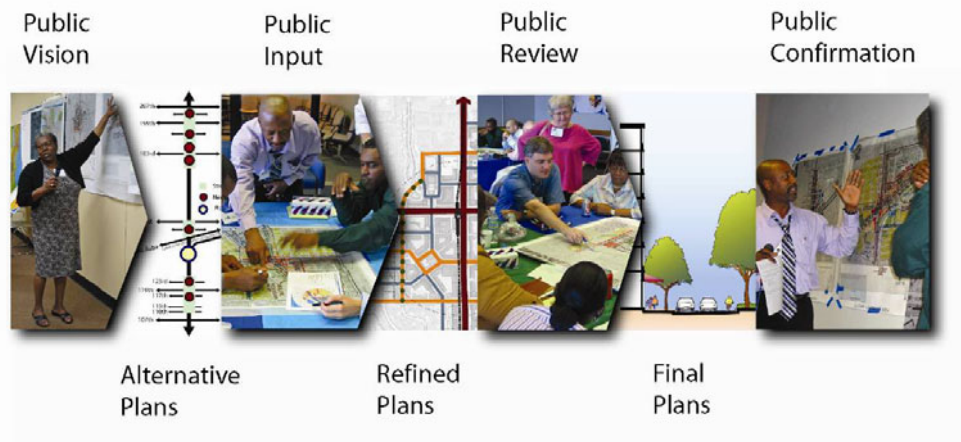 Public
Vision
Public
Input
Public
Review
Public
Confirmation
Alternative
Plans
Refined
Plans
Final
Plans